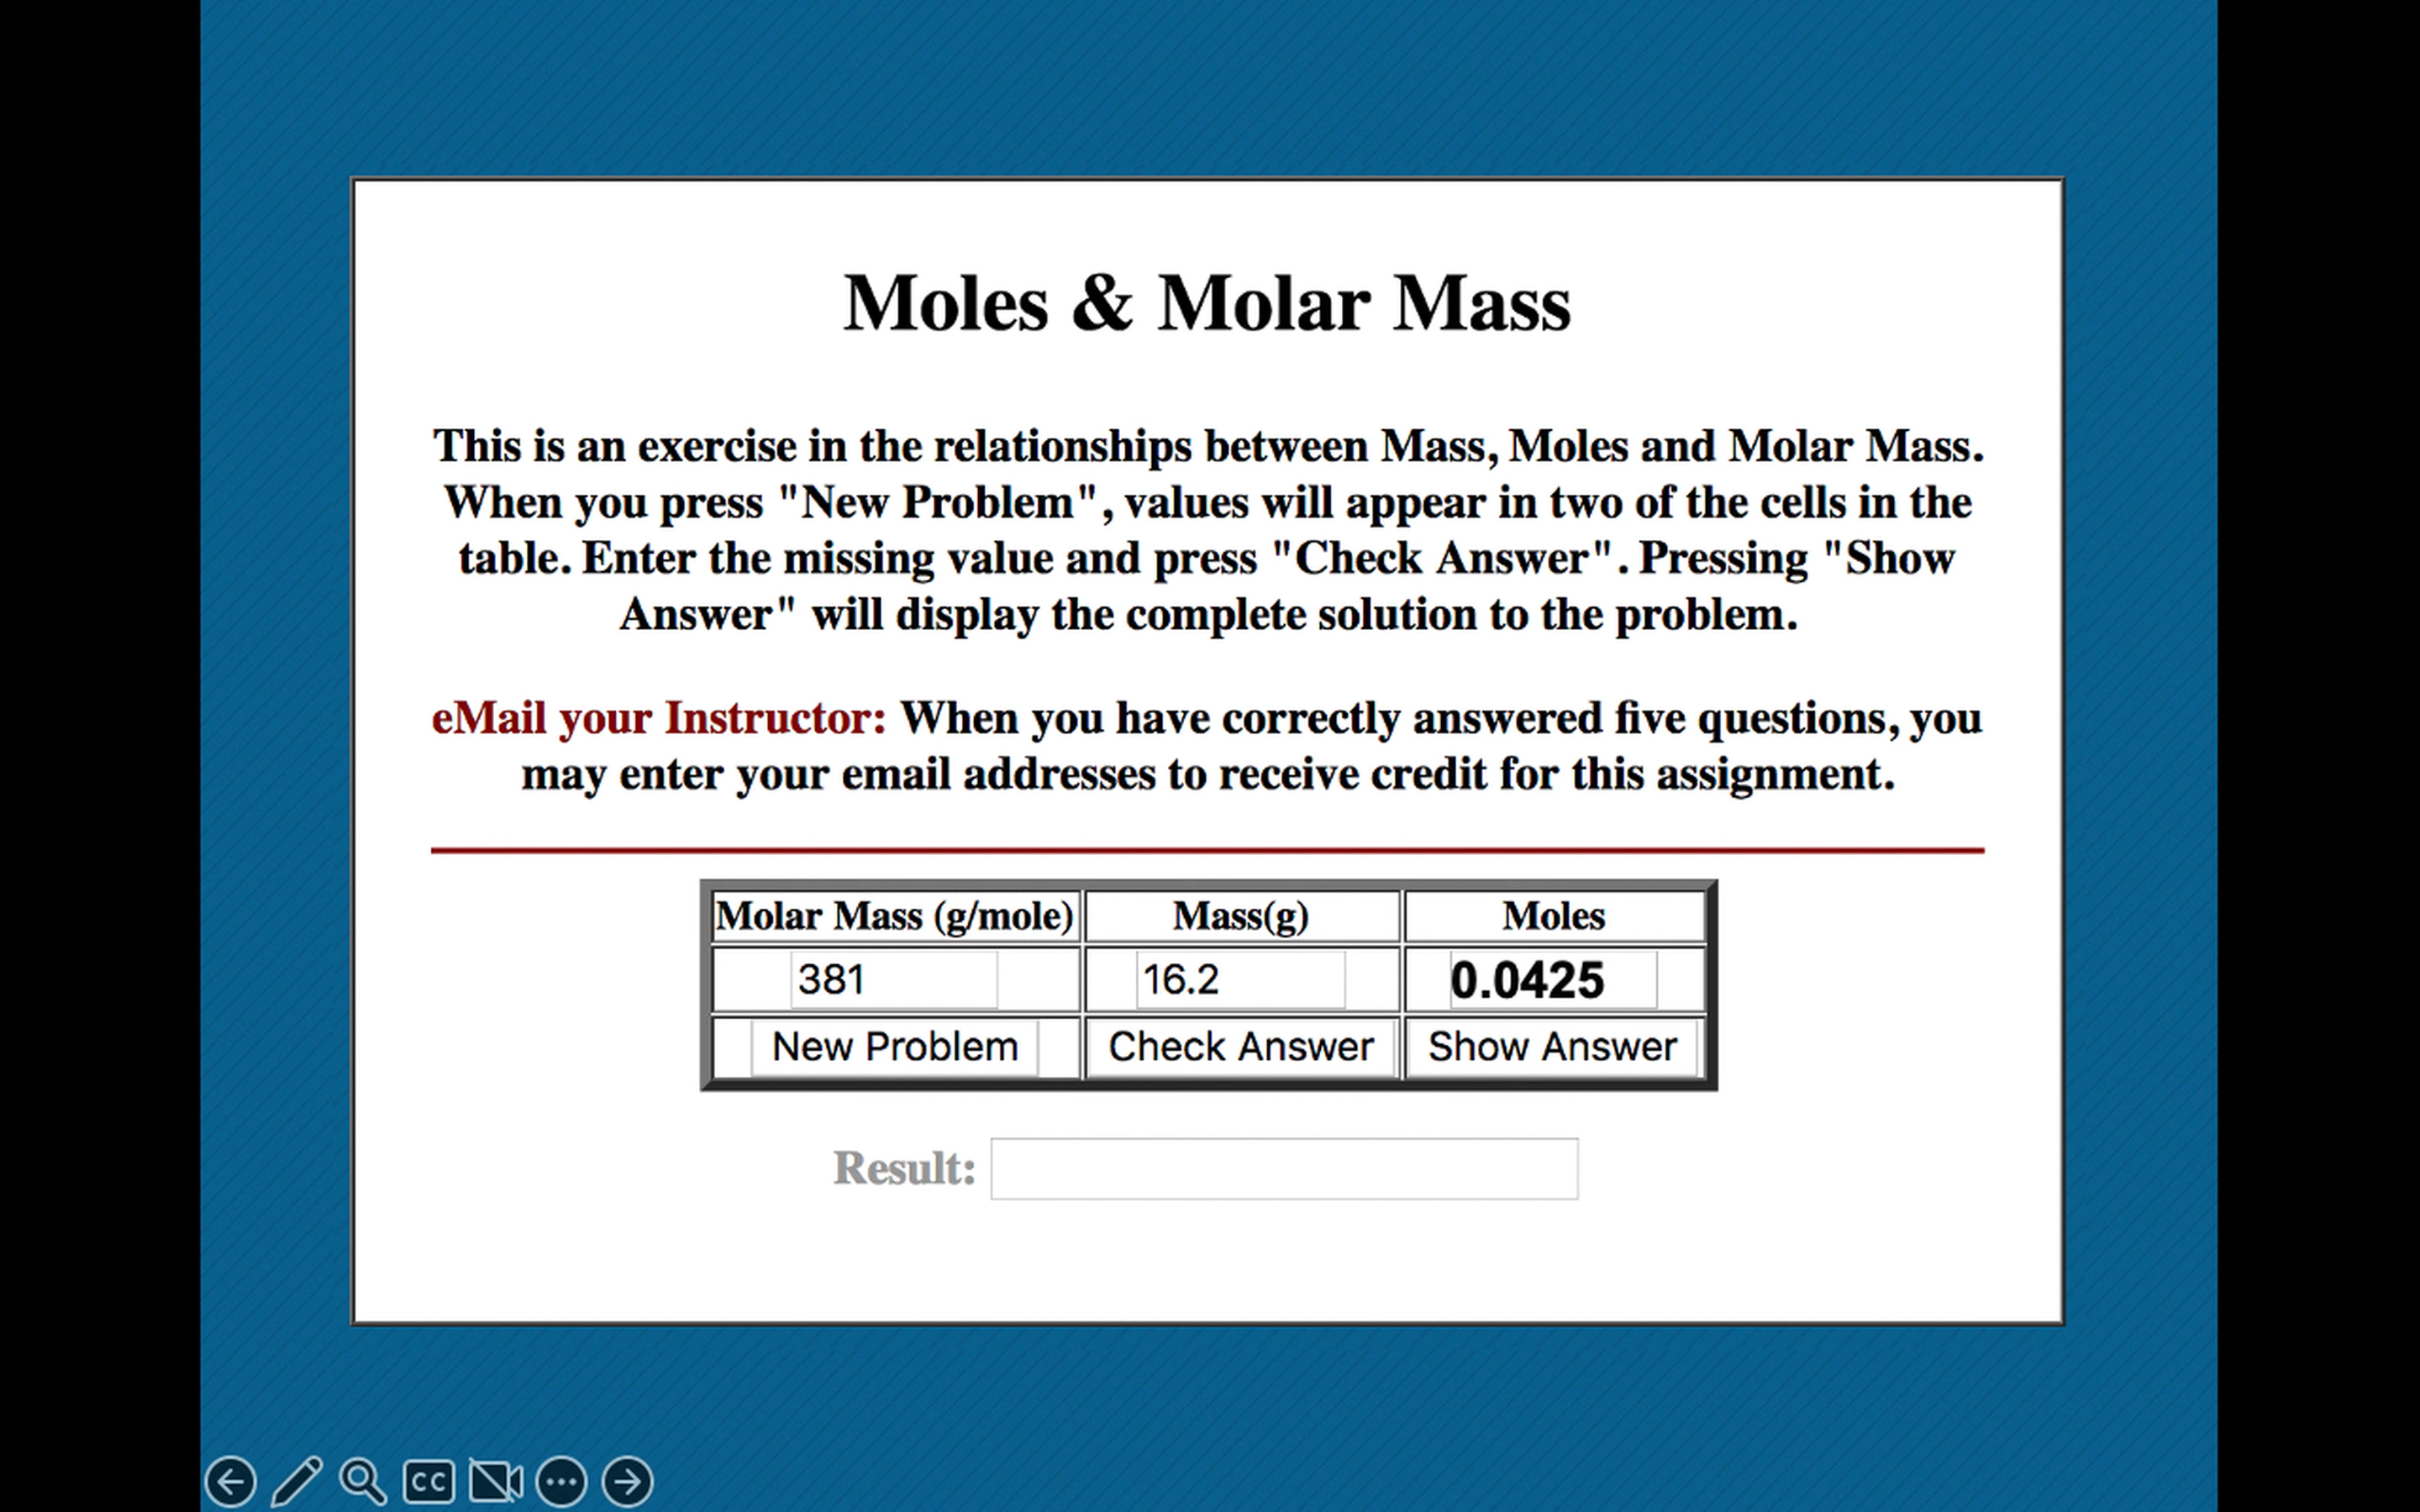 Moles & Molar Mass
This is an exercise in the relationships between Mass, Moles and Molar Mass.
When you press "New Problem", values will appear in two of the cells in the
table. Enter the missing value and press "Check Answer". Pressing "Show
Answer" will display the complete solution to the problem.
eMail your Instructor: When you have correctly answered five questions, you
may enter your email addresses to receive credit for this assignment.
Molar Mass (g/mole) Mass(g) Moles
381 16.2 0.0425
New Problem Check Answer Show Answer
Result:
CC